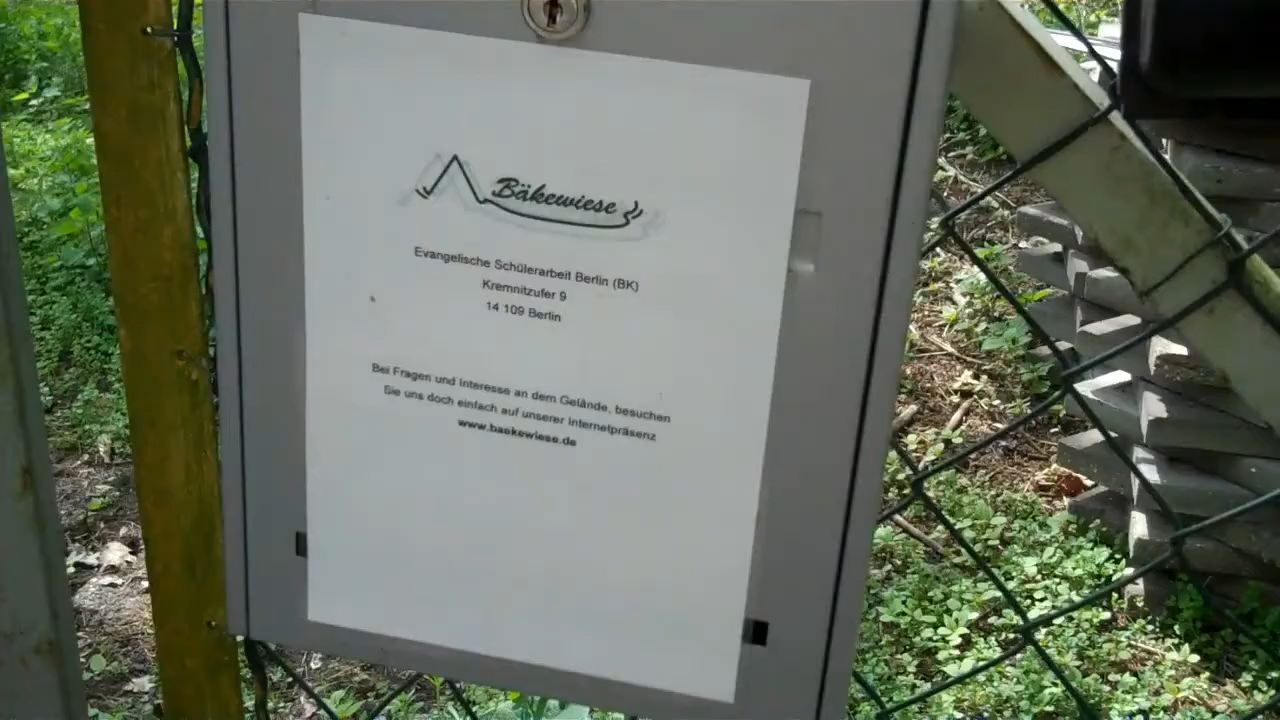 Bäkewiese
Evangelische Schülerarbeit Berlin (BK)
Kremnitzufer 9
14 109 Berlin
Bei Fragen und Interesse an dem Gelände, besuchen
Sie uns doch einfach auf unserer Internetpräsenz
www.baekewiese.de